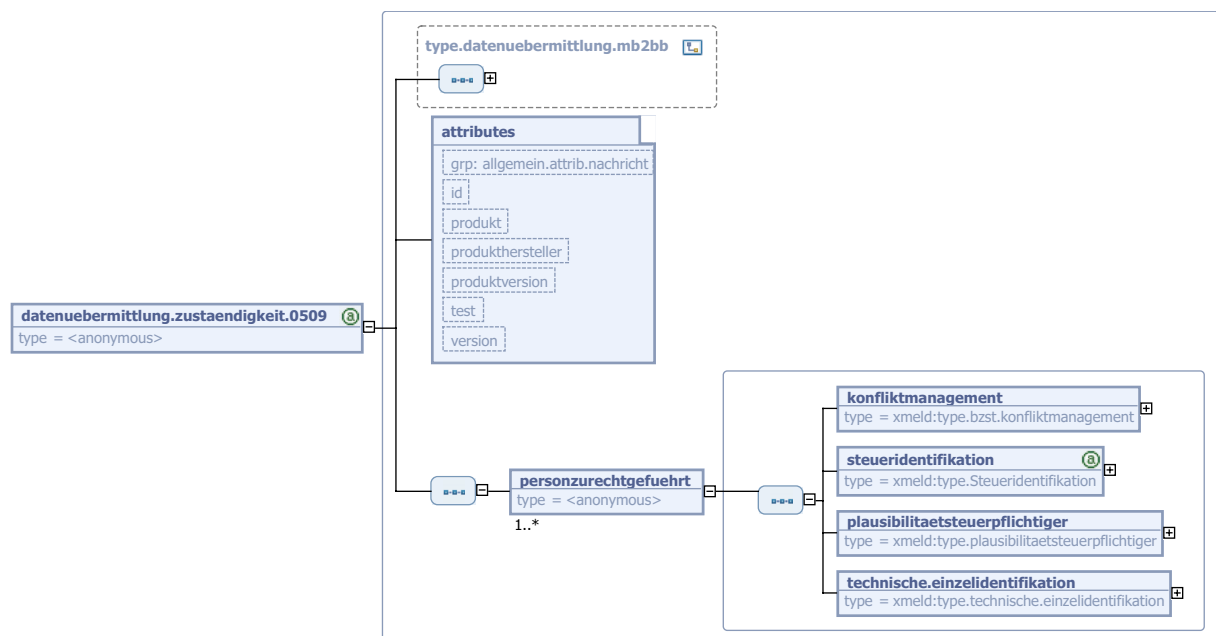 type.datenuebermittlung.mb2bb
attributes
grp: allgemein.attrib.nachricht
id
produkt
produkthersteller
produktversion
test
version
datenuebermittlung.zustaendigkeit.0509 a
type = <anonymous>
personzurechtgefuehrt
type = <anonymous>
1..*
konfliktmanagement
type = xmeld:type.bzst.konfliktmanagement
steueridentifikation a
type = xmeld:type.Steueridentifikation
plausibilitaetsteuerpflichtiger
type = xmeld:type.plausibilitaetsteuerpflichtiger
technische.einzelidentifikation
type = xmeld:type.technische.einzelidentifikation